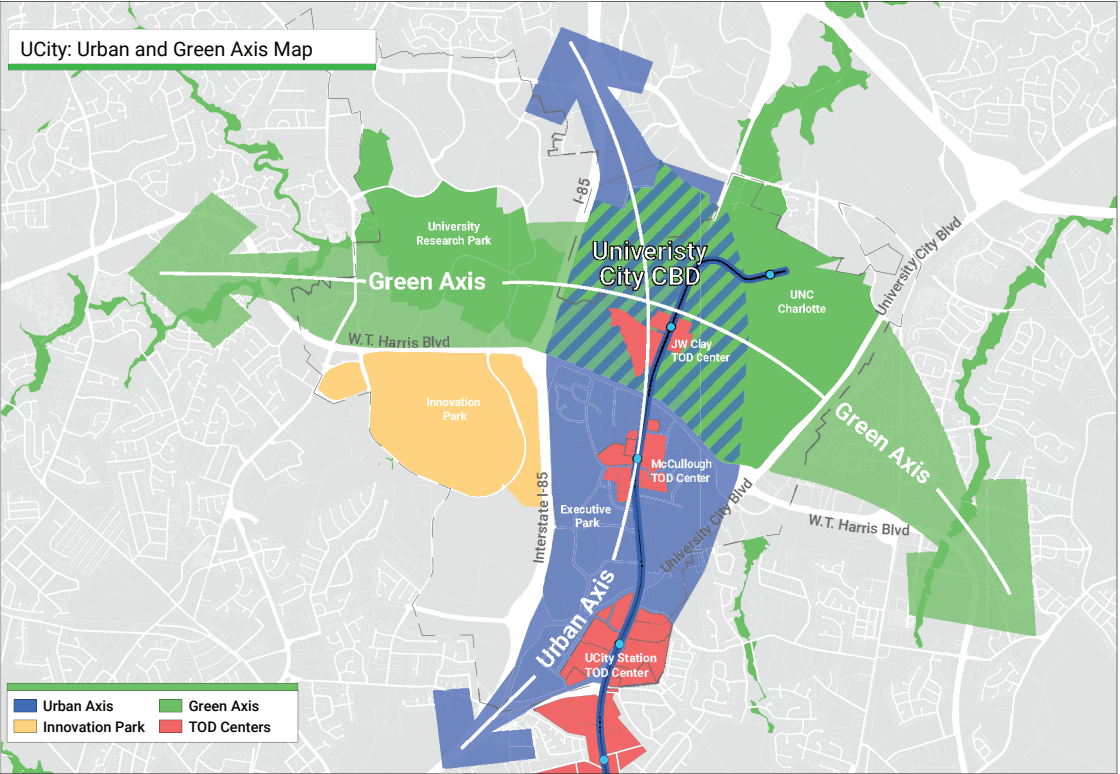 UCity: Urban and Green Axis Map
I-85
University
Research Park
Univeristy
City CBD
Green Axis
UNC
Charlotte
University City Blvd
W.T. Harris Blvd
JW Clay
TOD Center
Innovation
Park
Green Axis
McCullough
TOD Center
Interstate I-85
Executive
Park
University City Blvd
W.T. Harris Blvd
Urban Axis
UCity Station
TOD Center
Urban Axis
Green Axis
Innovation Park
TOD Centers